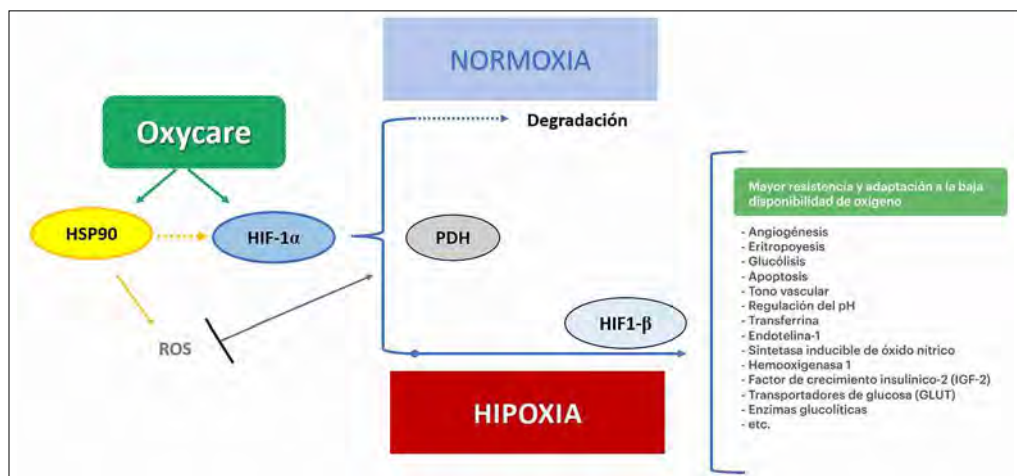 NORMOXIA
Oxycare
Degradación
HSP90
HIF-1α
PDH
ROS
HIF1-β
HIPOXIA
Mayor resistencia y adaptación a la baja
disponibilidad de oxígeno
- Angiogénesis
- Eritropoyesis
- Glucólisis
- Apoptosis
- Tono vascular
- Regulación del pH
- Transferrina
- Endotelina-1
- Sintetasa inducible de óxido nítrico
- Hemooxigenasa 1
- Factor de crecimiento insulínico-2 (IGF-2)
- Transportadores de glucosa (GLUT)
- Enzimas glucolíticas
- etc.